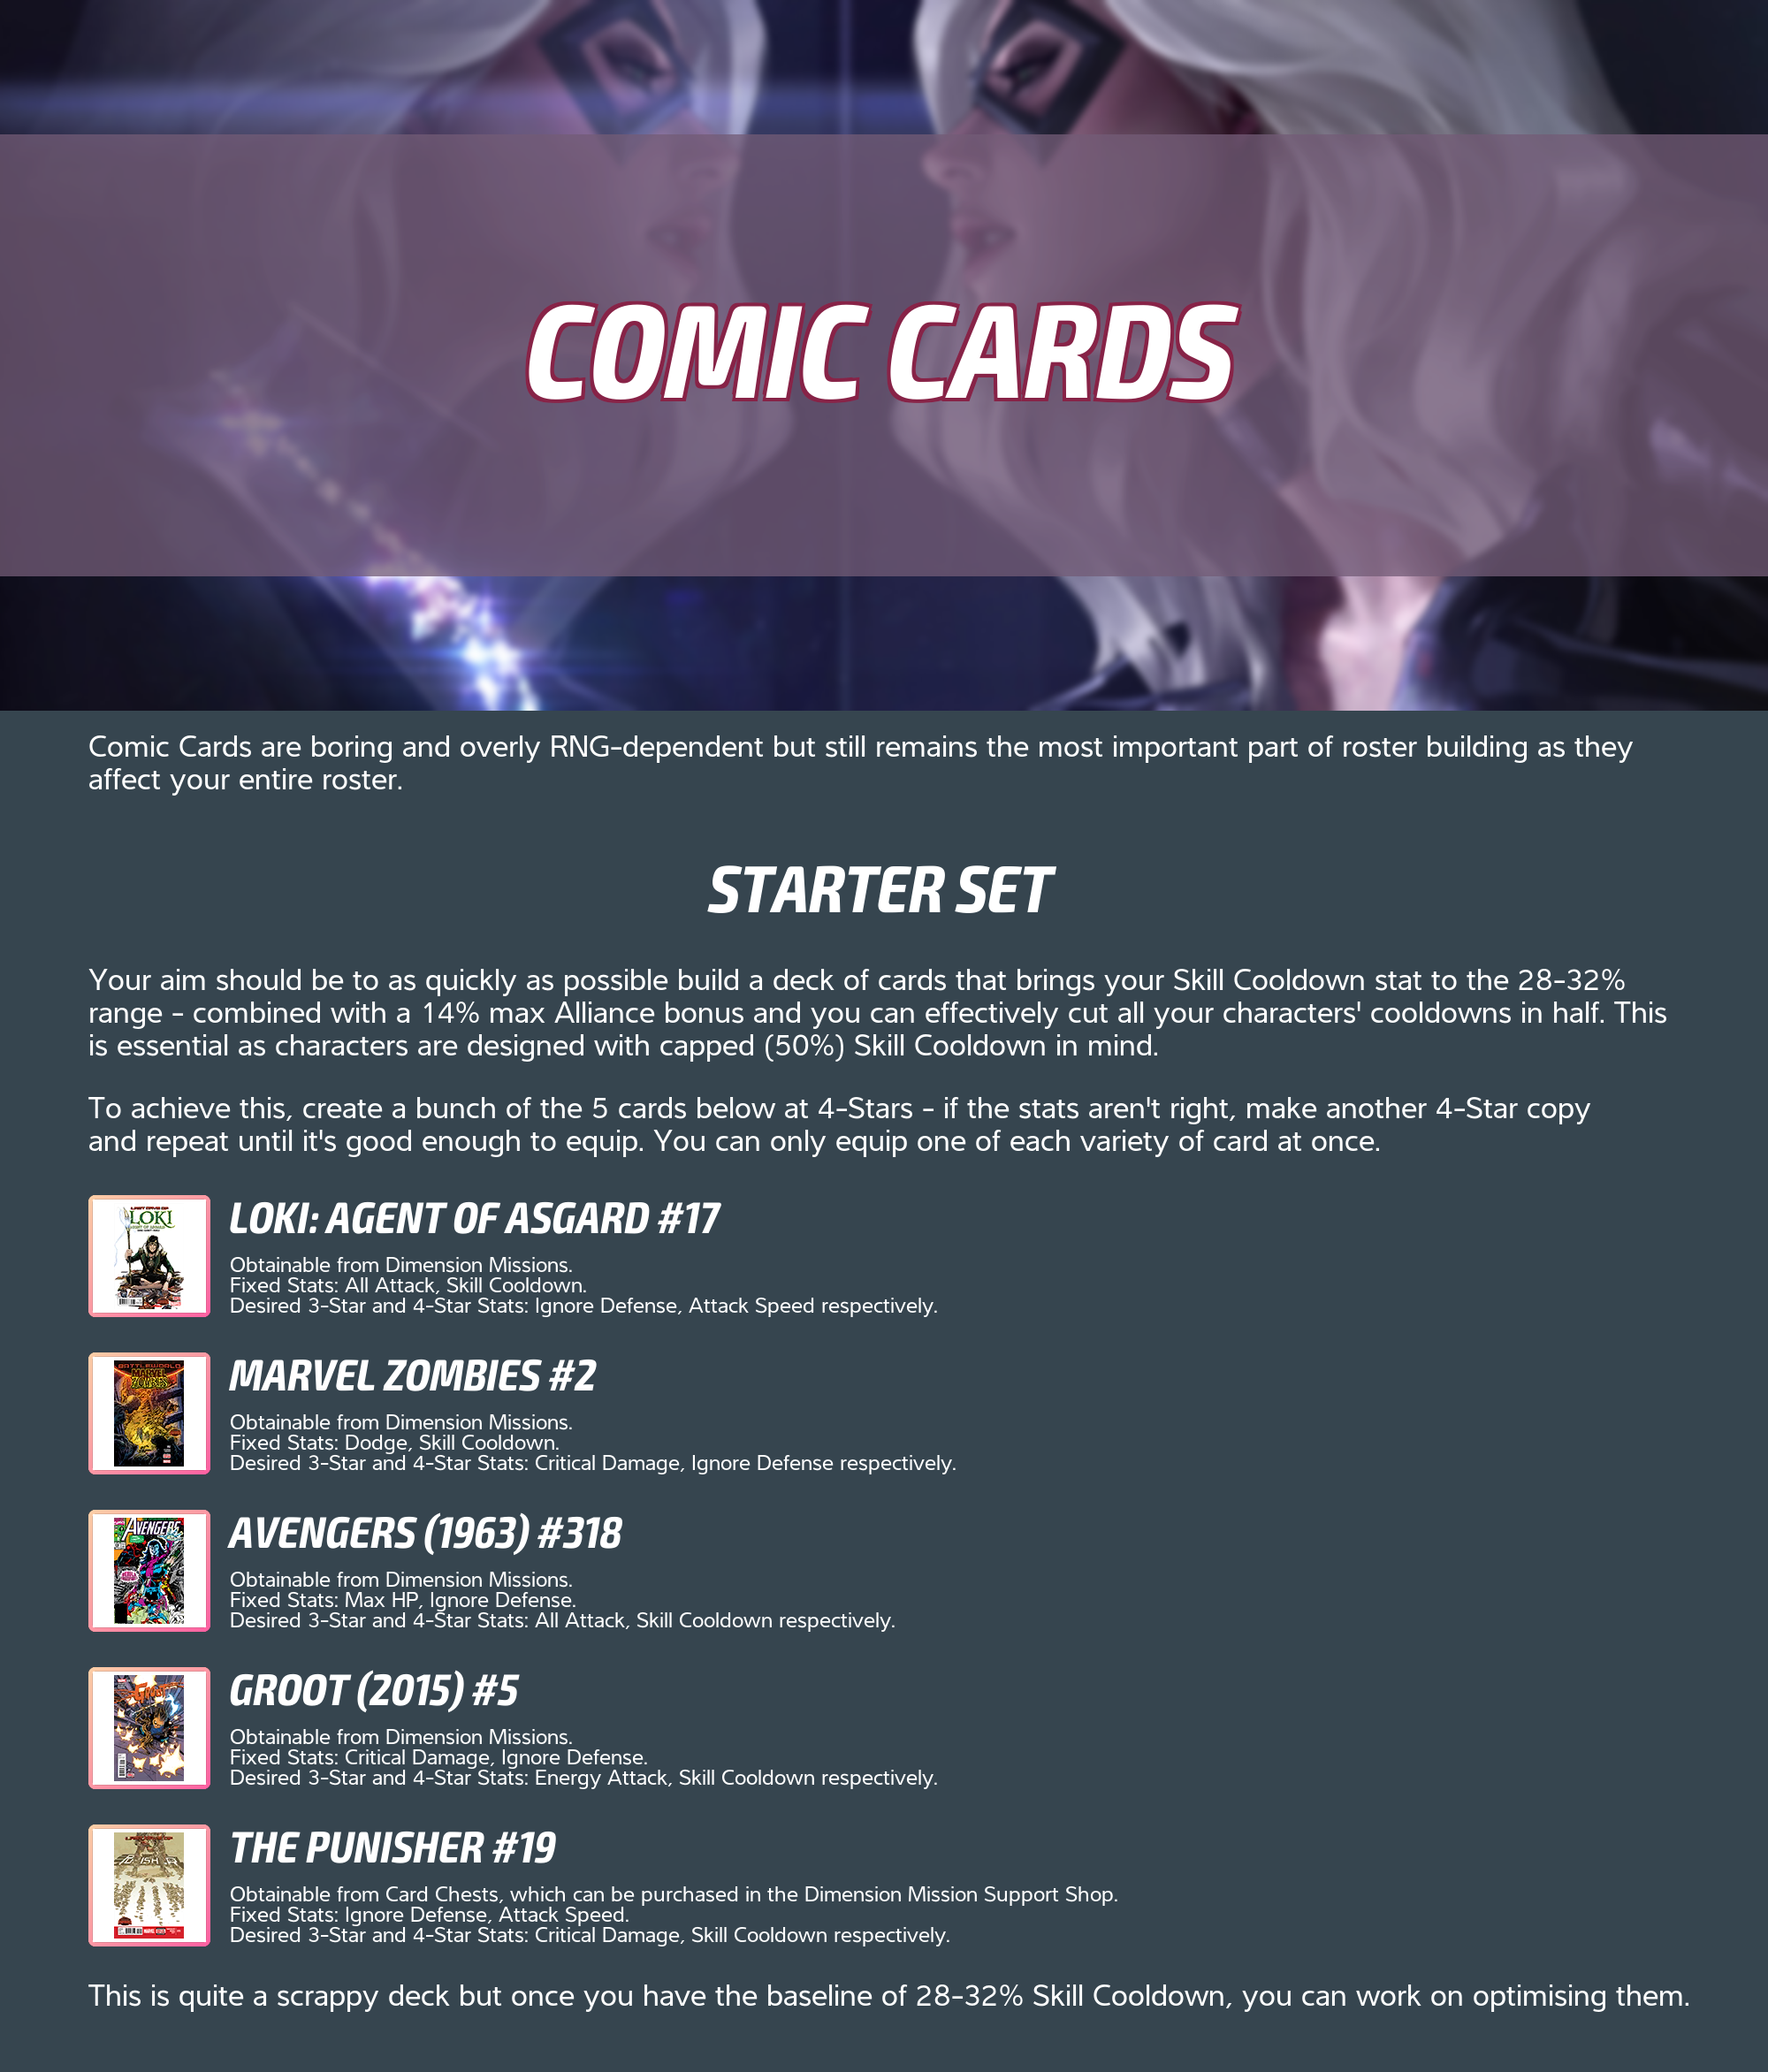 COMIC CARDS
Comic Cards are boring and overly RNG-dependent but still remains the most important part of roster building as they
affect your entire roster.
STARTER SET
Your aim should be to as quickly as possible build a deck of cards that brings your Skill Cooldown stat to the 28-32%
range - combined with a 14% max Alliance bonus and you can effectively cut all your characters' cooldowns in half. This
is essential as characters are designed with capped (50%) Skill Cooldown in mind.
To achieve this, create a bunch of the 5 cards below at 4-Stars - if the stats aren't right, make another 4-Star copy
and repeat until it's good enough to equip. You can only equip one of each variety of card at once.
LOKI
LOKI: AGENT OF ASGARD #17
Obtainable from Dimension Missions.
Fixed Stats: All Attack, Skill Cooldown.
Desired 3-Star and 4-Star Stats: Ignore Defense, Attack Speed respectively.
MARVEL
ZOMBIES
MARVEL ZOMBIES #2
Obtainable from Dimension Missions.
Fixed Stats: Dodge, Skill Cooldown.
Desired 3-Star and 4-Star Stats: Critical Damage, Ignore Defense respectively.
AVENGERS
AVENGERS (1963) #318
Obtainable from Dimension Missions.
Fixed Stats: Max HP, Ignore Defense.
Desired 3-Star and 4-Star Stats: All Attack, Skill Cooldown respectively.
GROOT (2015) #5
Obtainable from Dimension Missions.
Fixed Stats: Critical Damage, Ignore Defense.
Desired 3-Star and 4-Star Stats: Energy Attack, Skill Cooldown respectively.
THE PUNISHER #19
Obtainable from Card Chests, which can be purchased in the Dimension Mission Support Shop.
Fixed Stats: Ignore Defense, Attack Speed.
Desired 3-Star and 4-Star Stats: Critical Damage, Skill Cooldown respectively.
This is quite a scrappy deck but once you have the baseline of 28-32% Skill Cooldown, you can work on optimising them.